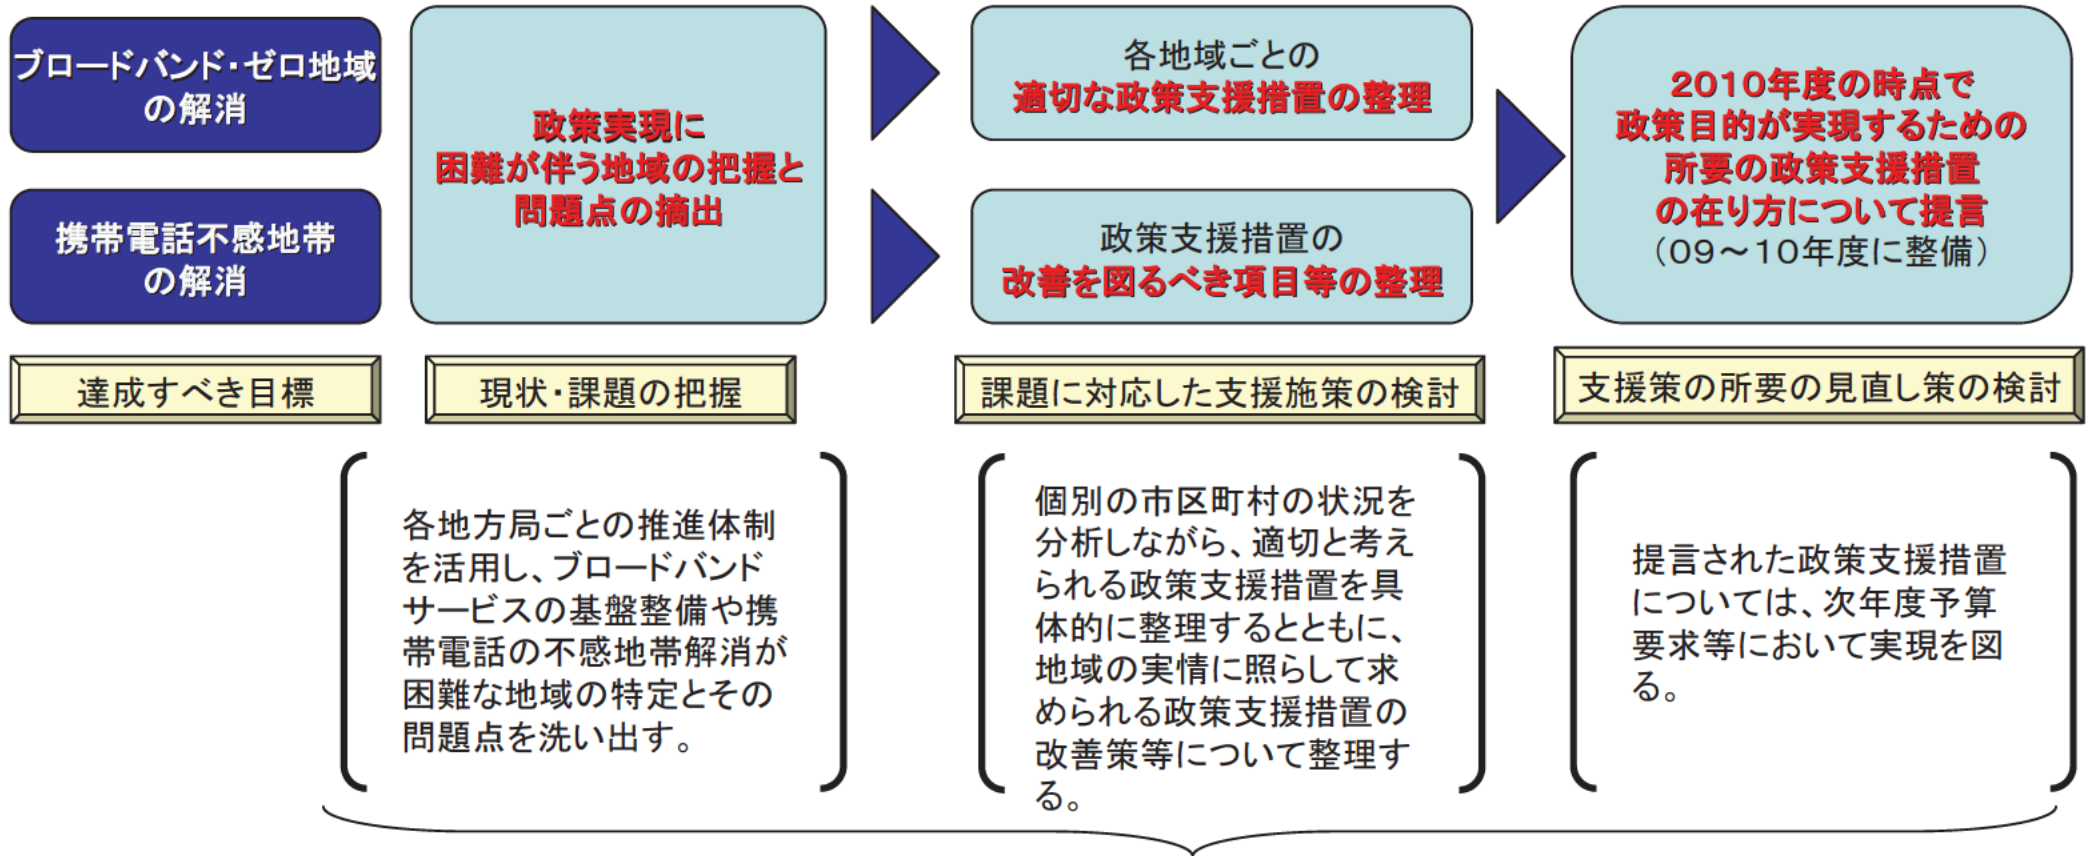 ブロードバンド・ゼロ地域
の解消
携帯電話不感地帯
の解消
政策実現に
困難が伴う地域の把握と
問題点の摘出
各地域ごとの
適切な政策支援措置の整理
政策支援措置の
改善を図るべき項目等の整理
2010年度の時点で
政策目的が実現するための
所要の政策支援措置
の在り方について提言
(09～10年度に整備)
達成すべき目標
現状・課題の把握
課題に対応した支援施策の検討
支援策の所要の見直し策の検討
各地方局ごとの推進体制
を活用し、ブロードバンド
サービスの基盤整備や携
帯電話の不感地帯解消が
困難な地域の特定とその
問題点を洗い出す。
個別の市区町村の状況を
分析しながら、適切と考え
られる政策支援措置を具
体的に整理するとともに、
地域の実情に照らして求
められる政策支援措置の
改善策等について整理す
る。
提言された政策支援措置
については、次年度予算
要求等において実現を図
る。